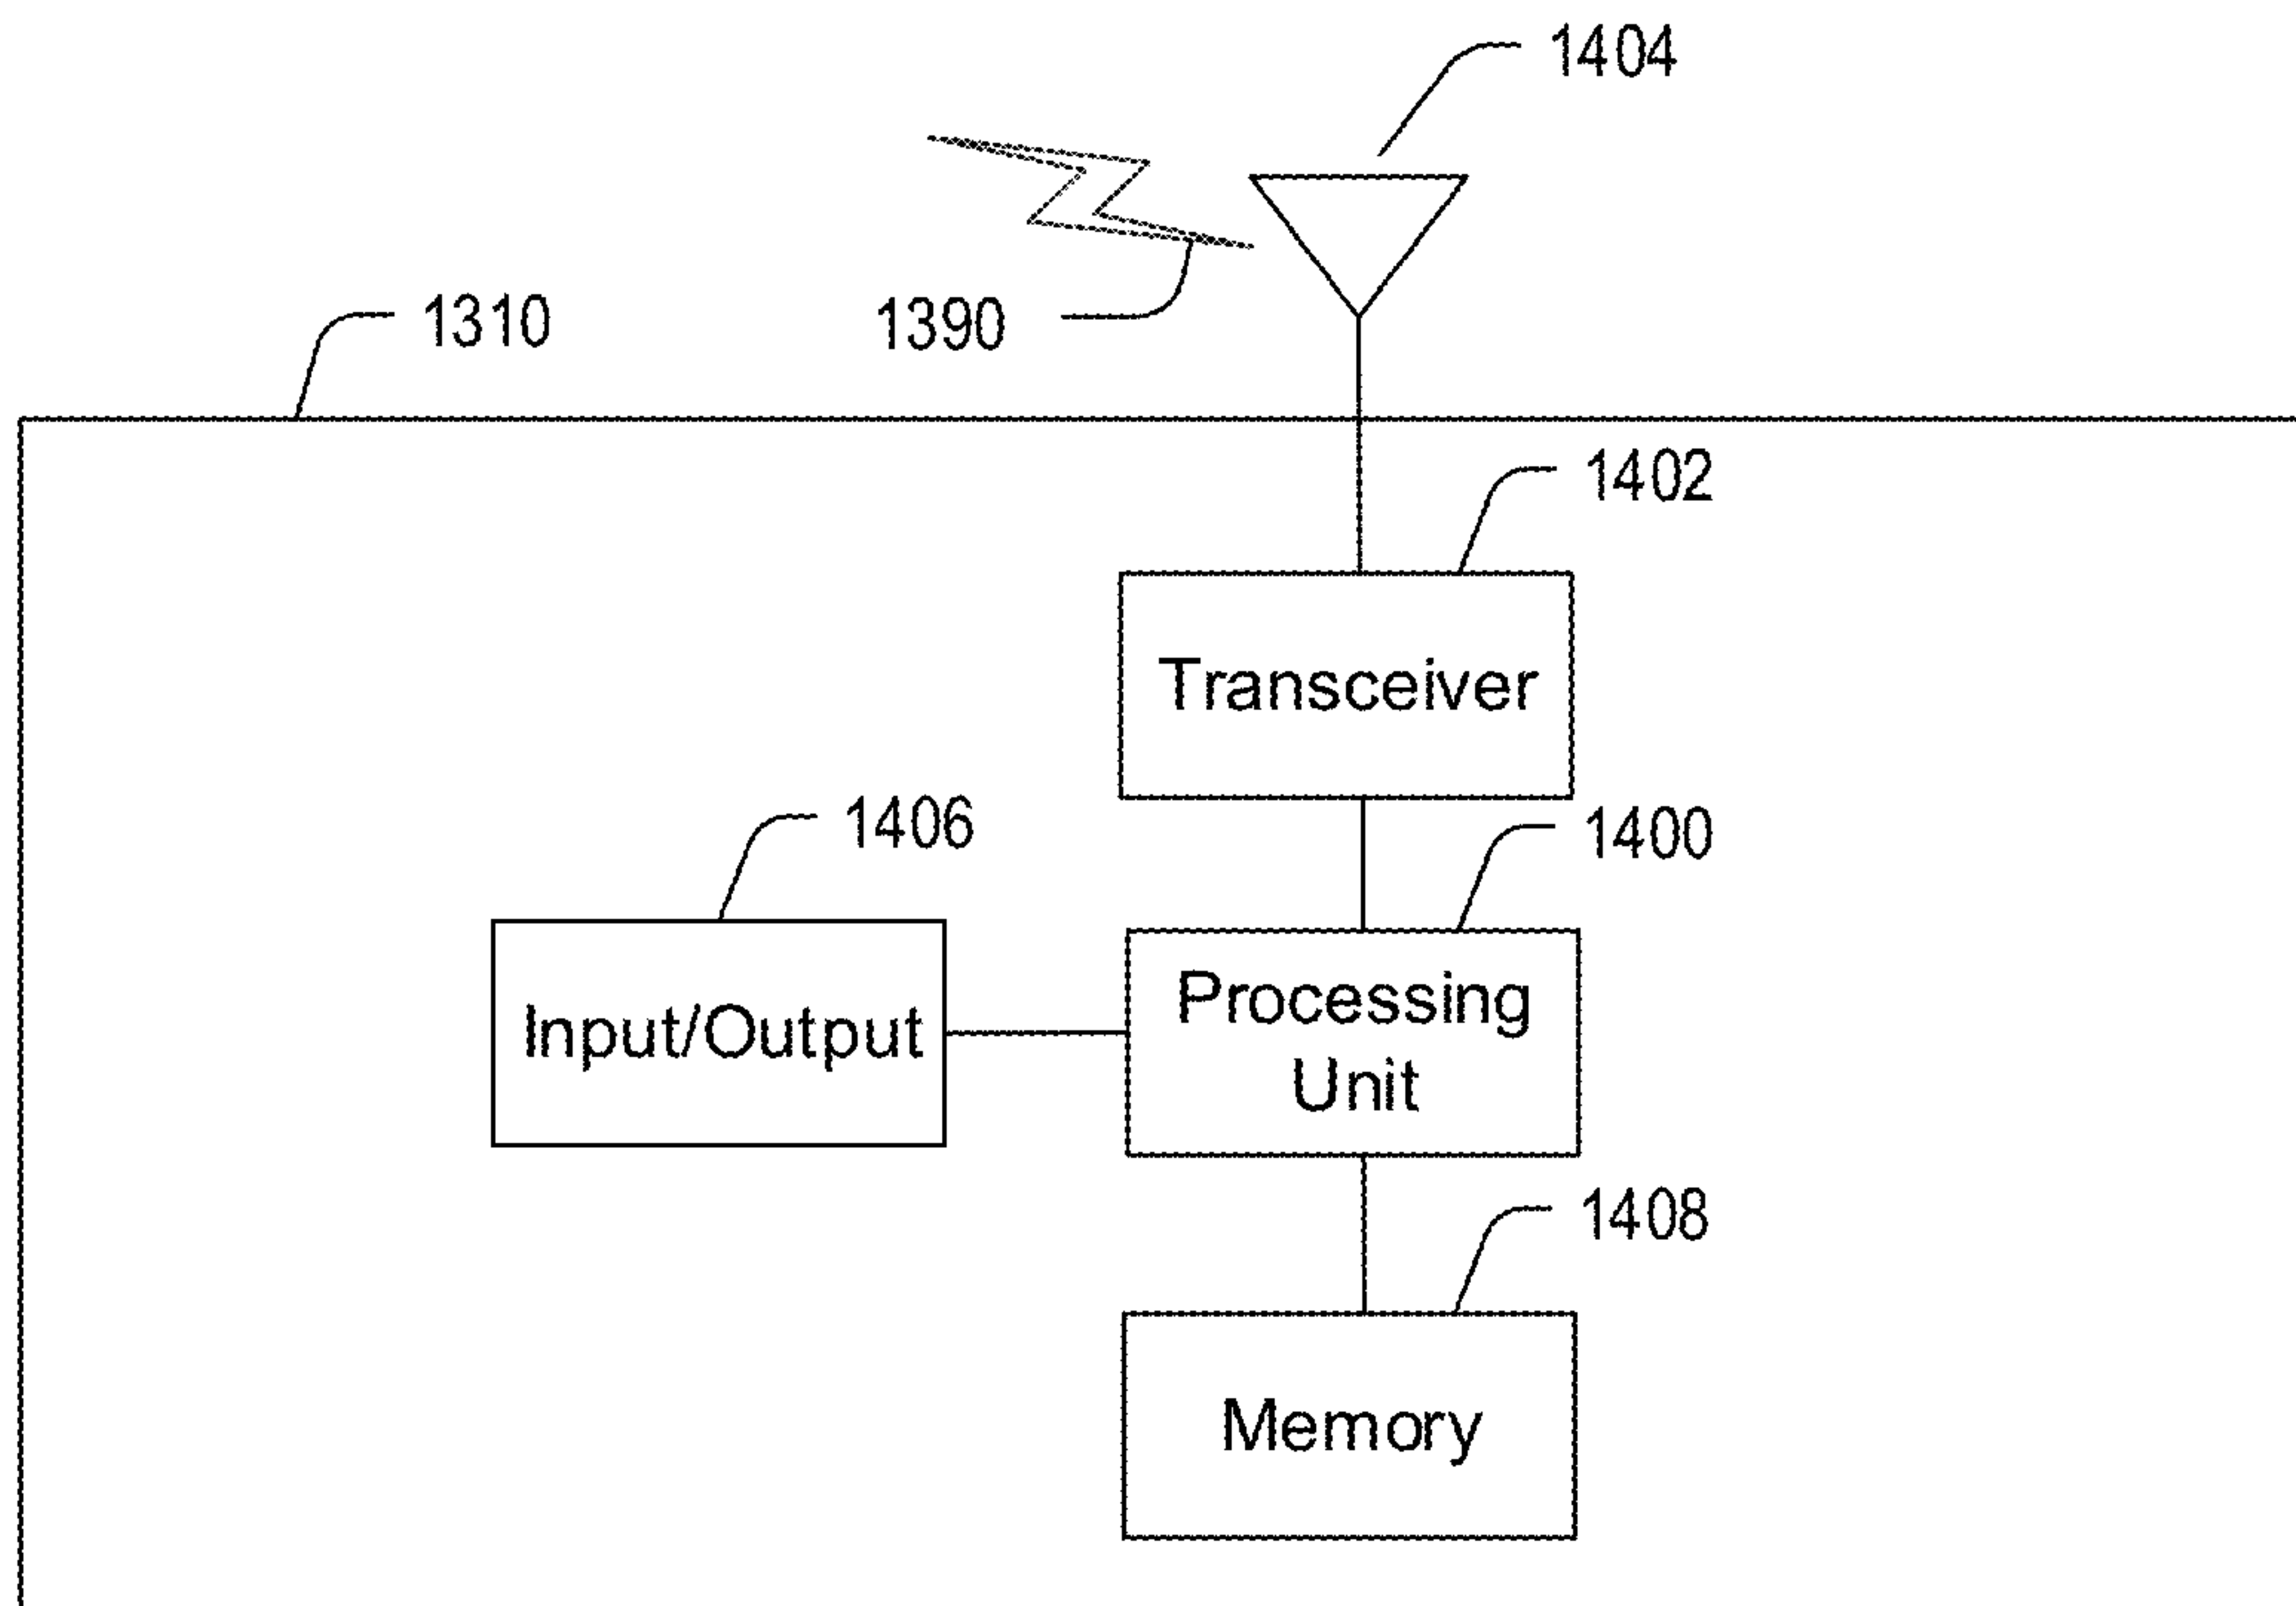 1404
1390
1310
1402
Transceiver
1406
1400
Input/Output
Processing
Unit
1408
Memory